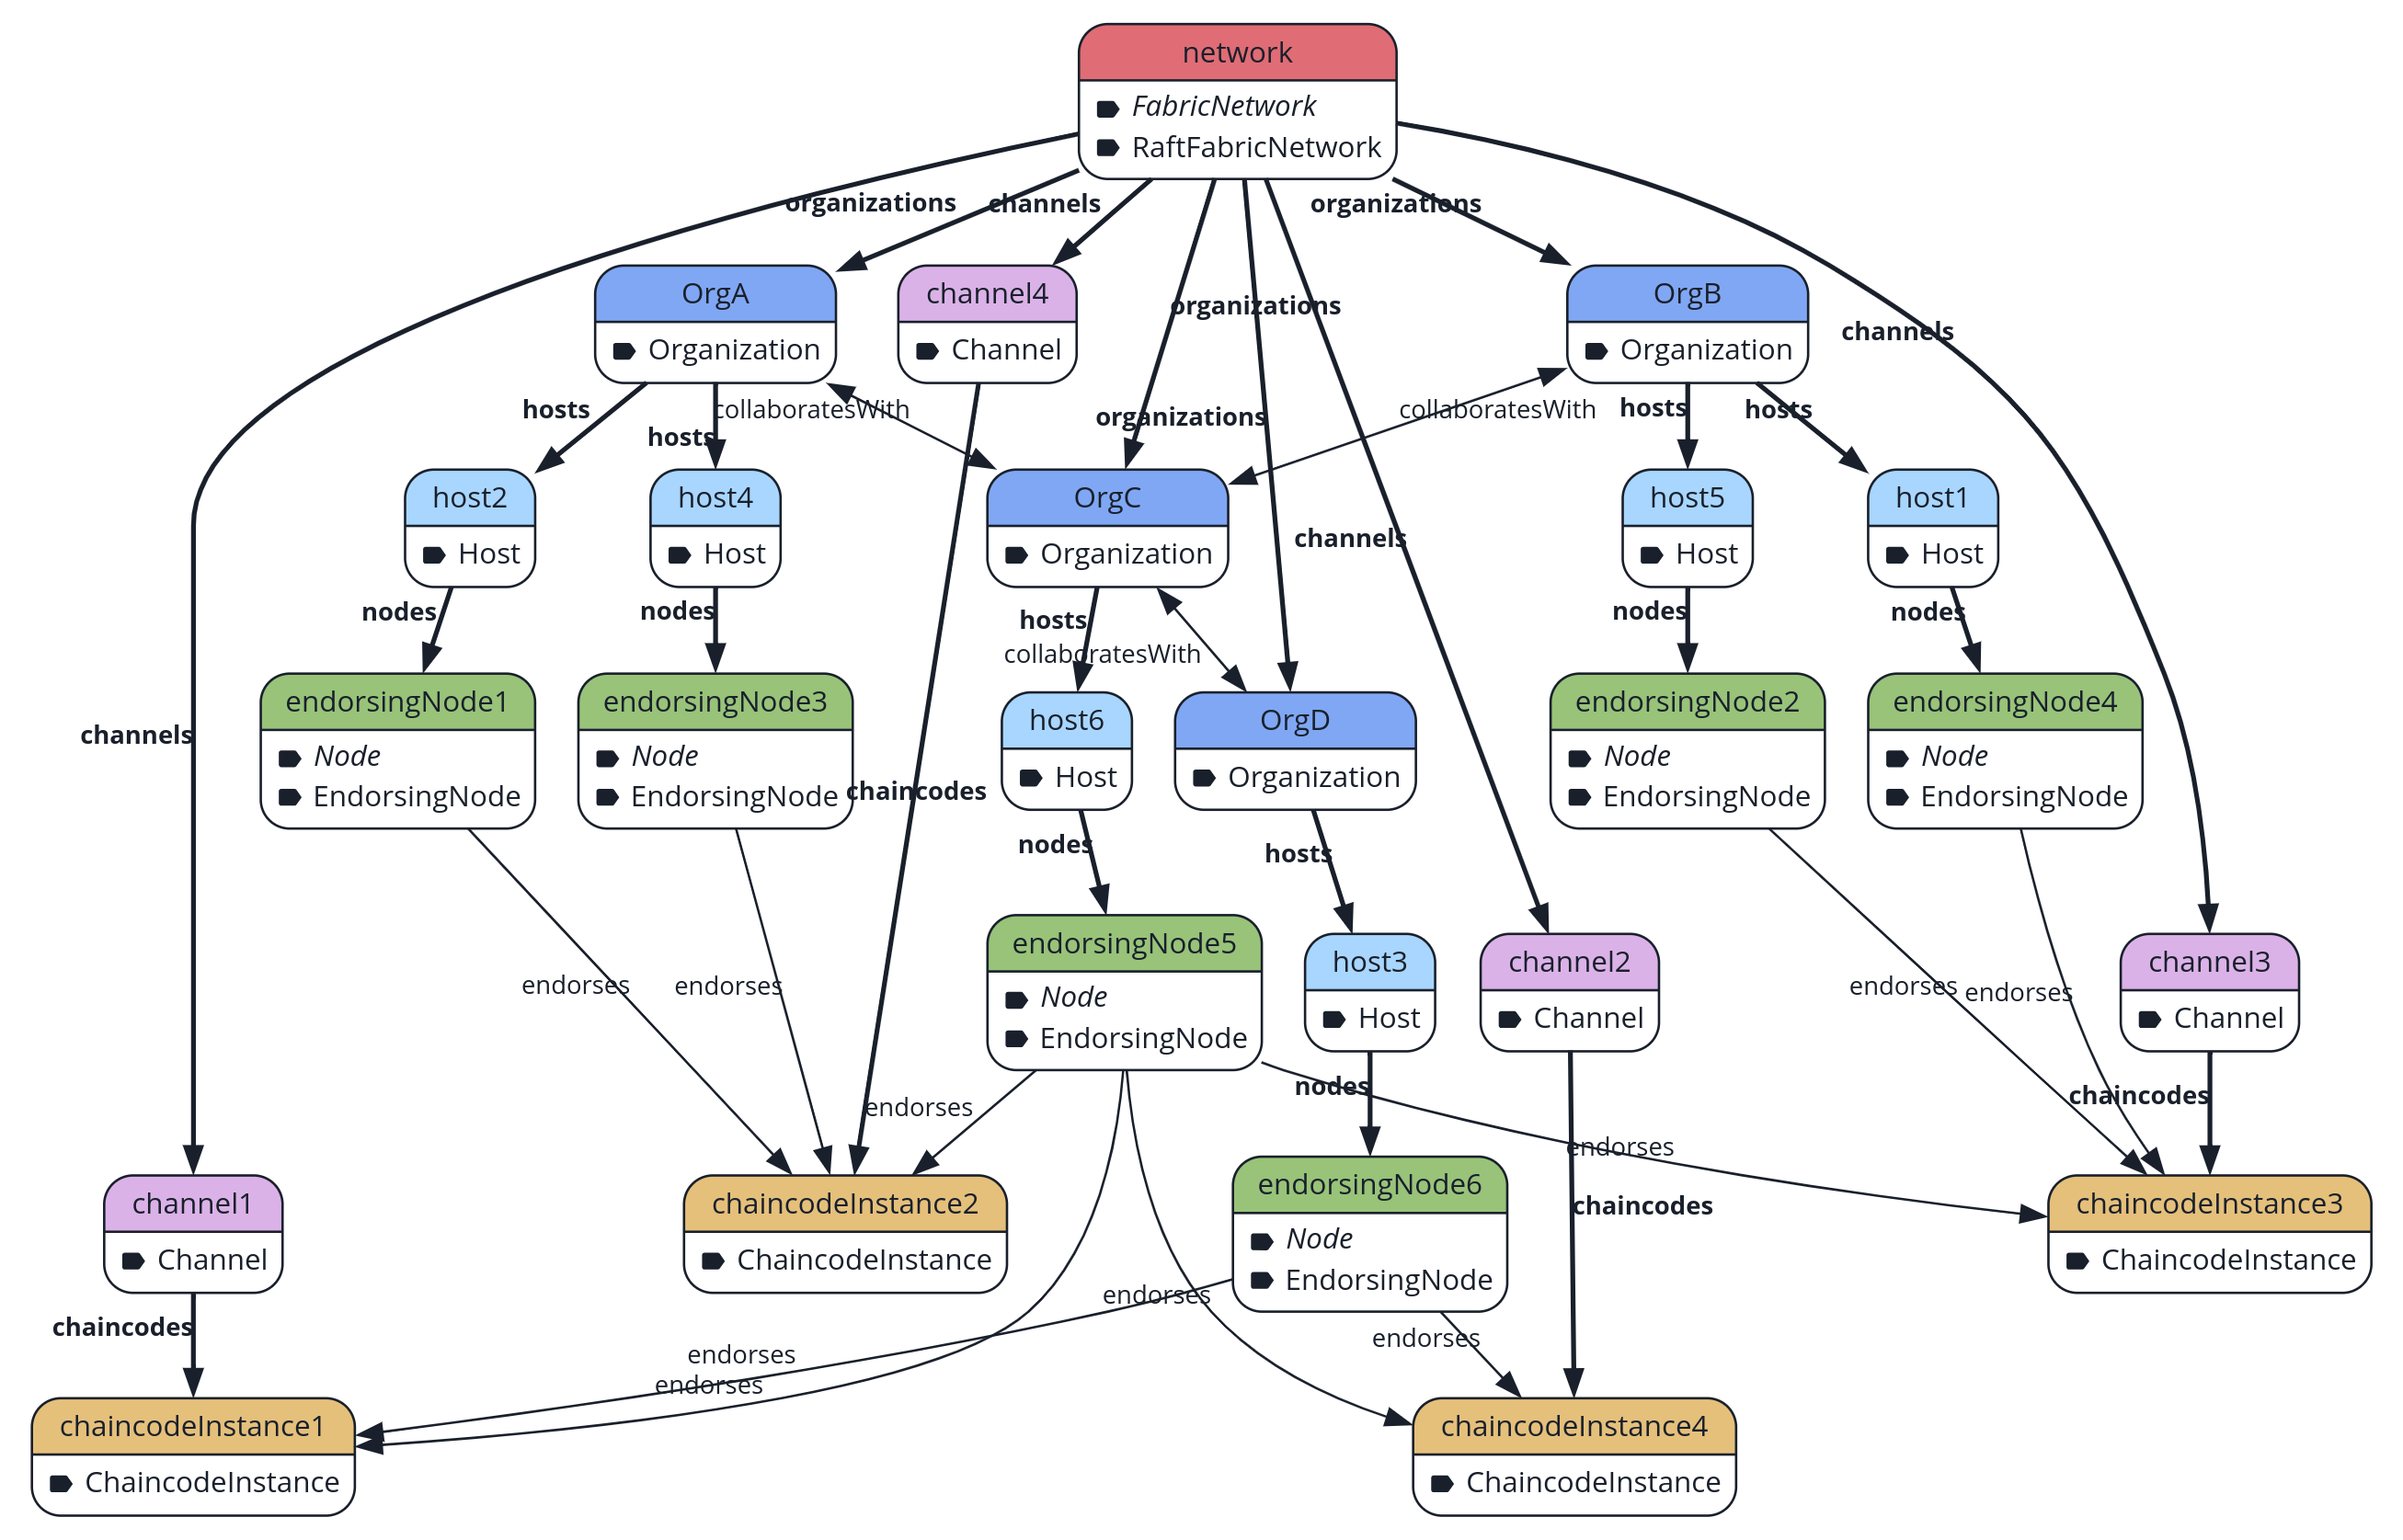 network
FabricNetwork
RaftFabricNetwork
organizations
channels
organizations
OrgA
Organization
channel4
Channel
organizations
OrgB
Organization
channels
hosts
hosts
collaboratesWith
organizations
collaboratesWith
hosts
hosts
host2
Host
host4
Host
OrgC
Organization
channels
host5
Host
host1
Host
nodes
nodes
hosts
collaboratesWith
nodes
nodes
endorsingNode1
Node
EndorsingNode
endorsingNode3
Node
EndorsingNode
channels
chaincodes
host6
Host
OrgD
Organization
endorsingNode2
Node
EndorsingNode
endorsingNode4
Node
EndorsingNode
nodes
hosts
endorses
endorses
endorsingNode5
Node
EndorsingNode
host3
Host
channel2
Channel
endorses
endorses
channel3
Channel
endorses
nodes
chaincodes
endorses
channel1
Channel
chaincodeInstance2
ChaincodeInstance
endorsingNode6
Node
EndorsingNode
chaincodes
chaincodeInstance3
ChaincodeInstance
endorses
chaincodes
endorses
endorses
endorses
chaincodeInstance1
ChaincodeInstance
chaincodeInstance4
ChaincodeInstance